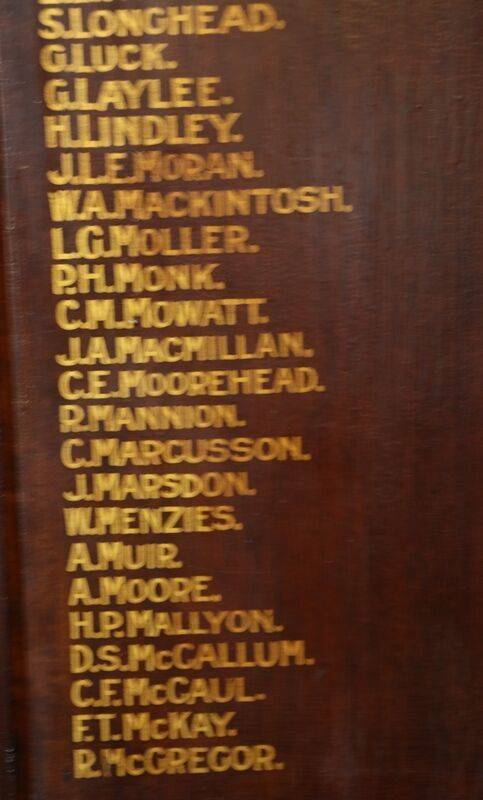 S.LONGHEAD.
G.LUCK.
G.LAYLEE.
H.LINDLEY.
J.L.E.MORAN.
W.A.MACKINTOSH.
L.G.MOLLER.
P.H.MONK.
C.M.MOWATT.
J.A.MACMILLAN.
C.E.MOOREHEAD.
R.MANNION.
C.MARCUSSON.
J.MARSDON.
W.MENZIES.
A.MUIR.
A.MOORE.
H.P.MALLYON.
D.S.McCALLUM.
C.F.McCAUL.
F.T.McKAY.
R.McGREGOR.